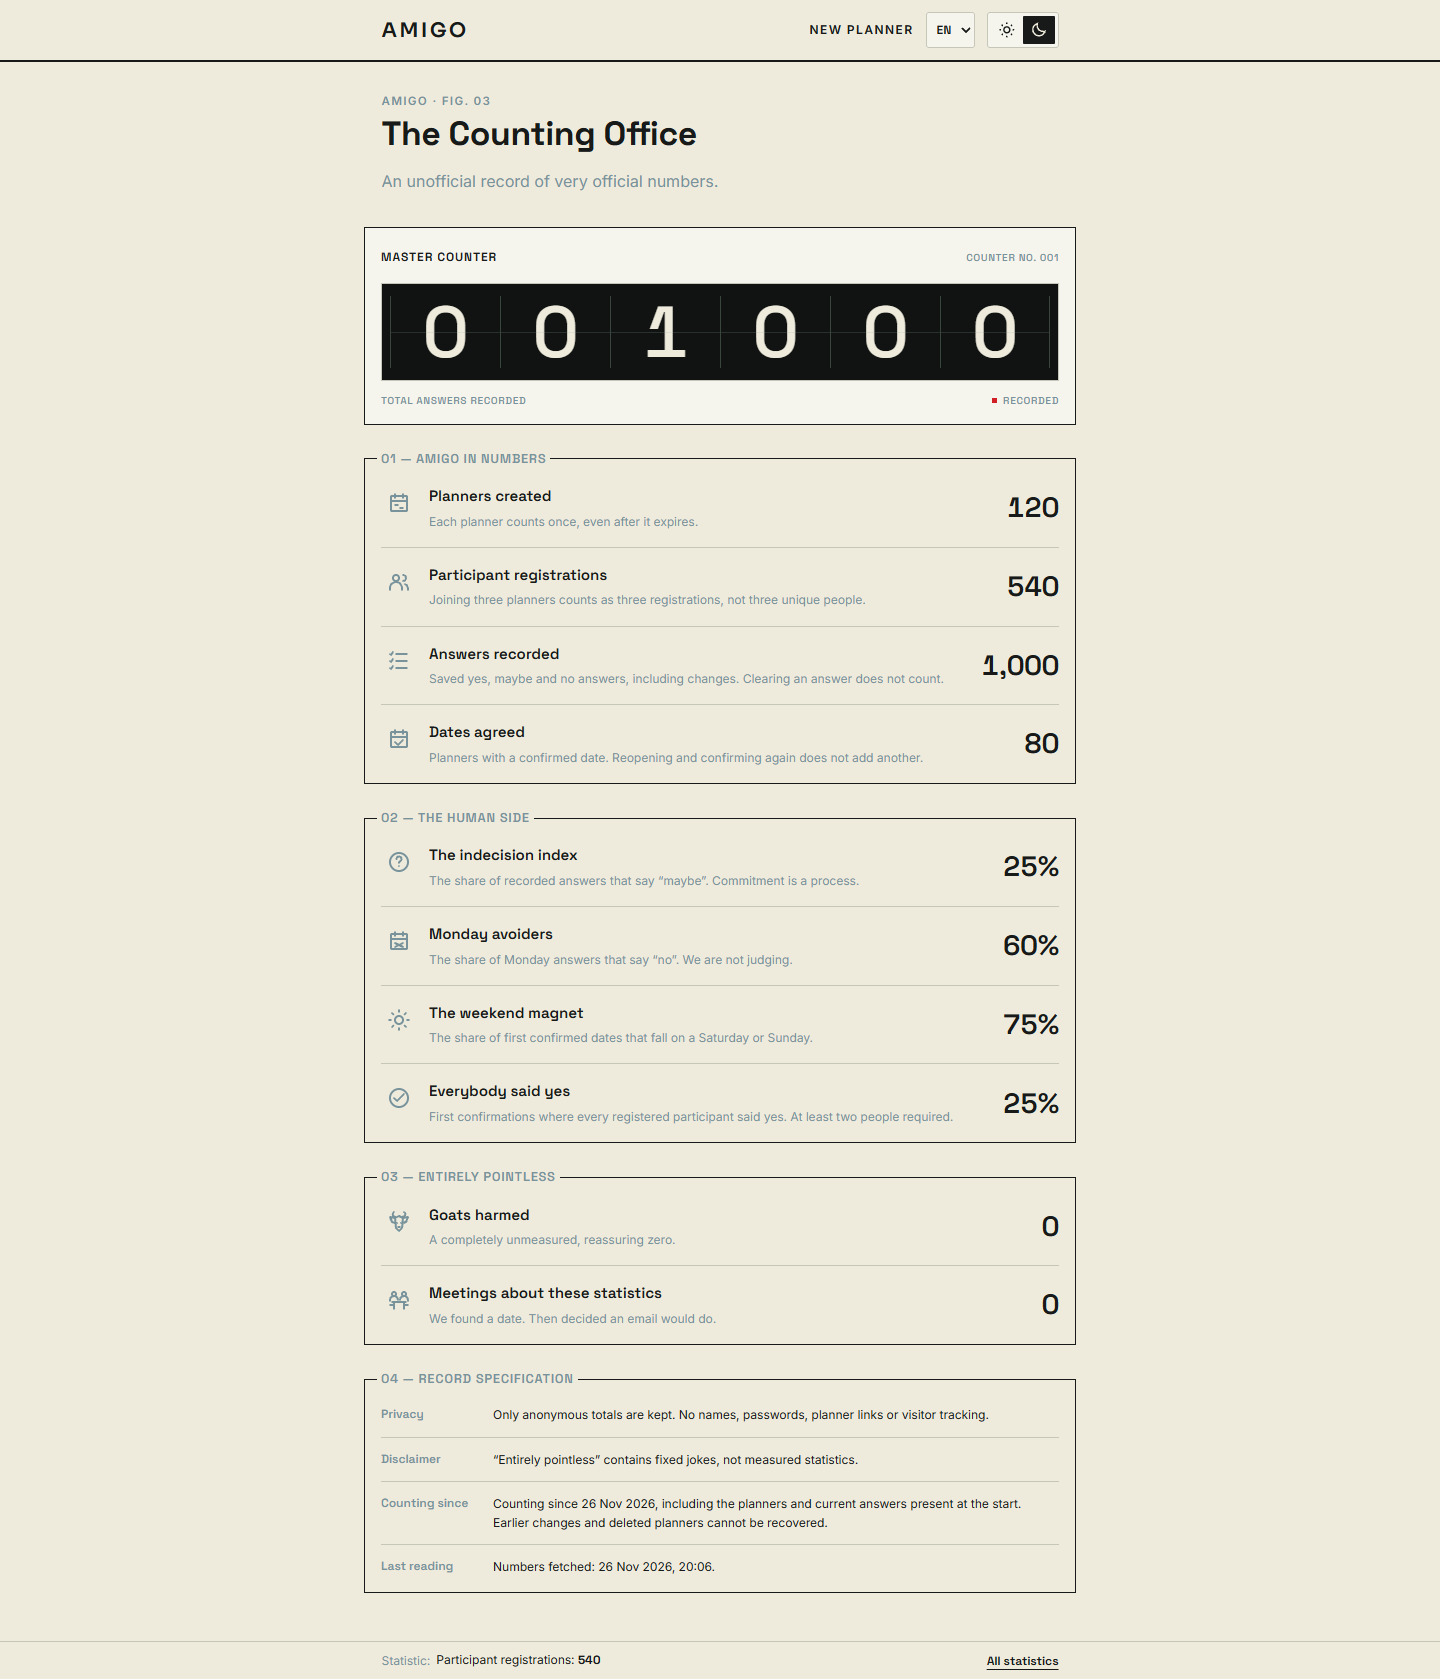 AMIGO
NEW PLANNER
EN
AMIGO · FIG. 03
The Counting Office
An unofficial record of very official numbers.
MASTER COUNTER
COUNTER NO. 001
0 0 1 0 0 0
TOTAL ANSWERS RECORDED
RECORDED
01 — AMIGO IN NUMBERS
Planners created
Each planner counts once, even after it expires.
120
Participant registrations
Joining three planners counts as three registrations, not three unique people.
540
Answers recorded
Saved yes, maybe and no answers, including changes. Clearing an answer does not count.
1,000
Dates agreed
Planners with a confirmed date. Reopening and confirming again does not add another.
80
02 — THE HUMAN SIDE
The indecision index
The share of recorded answers that say “maybe”. Commitment is a process.
25%
Monday avoiders
The share of Monday answers that say “no”. We are not judging.
60%
The weekend magnet
The share of first confirmed dates that fall on a Saturday or Sunday.
75%
Everybody said yes
First confirmations where every registered participant said yes. At least two people required.
25%
03 — ENTIRELY POINTLESS
Goats harmed
A completely unmeasured, reassuring zero.
0
Meetings about these statistics
We found a date. Then decided an email would do.
0
04 — RECORD SPECIFICATION
Privacy
Only anonymous totals are kept. No names, passwords, planner links or visitor tracking.
Disclaimer
“Entirely pointless” contains fixed jokes, not measured statistics.
Counting since
Counting since 26 Nov 2026, including the planners and current answers present at the start.
Earlier changes and deleted planners cannot be recovered.
Last reading
Numbers fetched: 26 Nov 2026, 20:06.
Statistic: Participant registrations: 540
All statistics